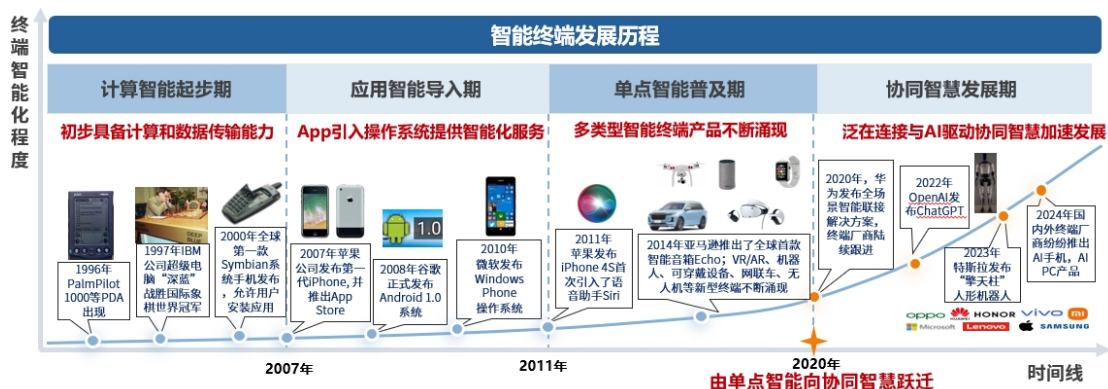 终端智能化程度
智能终端发展历程
计算智能起步期
应用智能导入期
单点智能普及期
协同智慧发展期
初步具备计算和数据传输能力
App引入操作系统提供智能化服务
多类型智能终端产品不断涌现
泛在连接与AI驱动协同智慧加速发展
1996年
PalmPilot
1000等PDA
出现
DEEP
BLUE
1997年IBM
公司超级电
脑“深蓝”
战胜国际象
棋世界冠军
2000年全球
第一款
Symbian系
统手机发布
，允许用户
安装应用
2007年苹果
公司发布第一
代iPhone, 并
推出App
Store
1.0
2008年谷歌
正式发布
Android 1.0
系统
2010年
微软发布
Windows
Phone
操作系统
2011年
苹果发布
iPhone 4S首
次引入了语
音助手Siri
2014年亚马逊推出了全球首款
智能音箱Echo；VR/AR、机器
人、可穿戴设备、网联车、无
人机等新型终端不断涌现
2020年，华
为发布全场
景智能联接
解决方案，
终端厂商陆
续跟进
2022年
OpenAI发
布ChatGPT
2023年
特斯拉发布
“擎天柱”
人形机器人
2024年国
内外终端厂
商纷纷推出
AI手机，AI
PC产品
oppo HUAWEI HONOR vivo mi
Microsoft Lenovo SAMSUNG
2007年
2011年
2020年
时间线
由单点智能向协同智慧跃迁